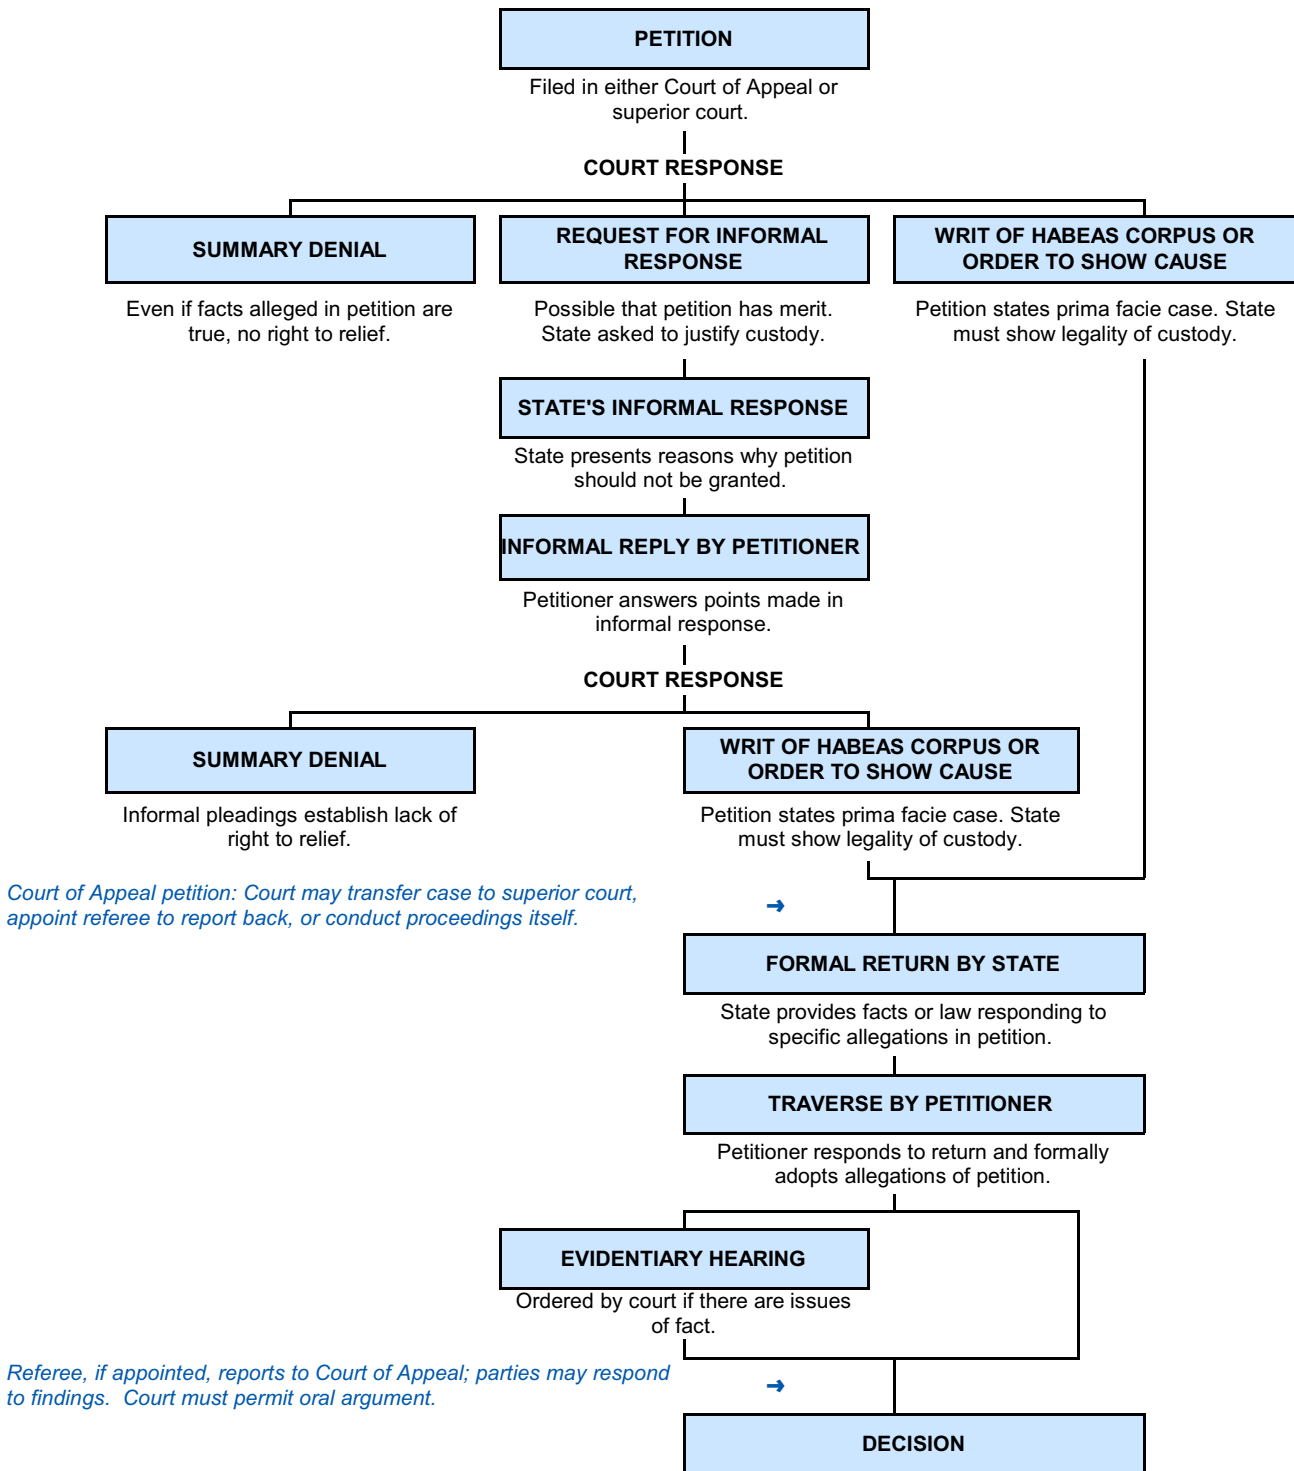 PETITION
Filed in either Court of Appeal or
superior court.
COURT RESPONSE
SUMMARY DENIAL
Even if facts alleged in petition are
true, no right to relief.
REQUEST FOR INFORMAL
RESPONSE
Possible that petition has merit.
State asked to justify custody.
WRIT OF HABEAS CORPUS OR
ORDER TO SHOW CAUSE
Petition states prima facie case. State
must show legality of custody.
STATE'S INFORMAL RESPONSE
State presents reasons why petition
should not be granted.
INFORMAL REPLY BY PETITIONER
Petitioner answers points made in
informal response.
COURT RESPONSE
SUMMARY DENIAL
Informal pleadings establish lack of
right to relief.
WRIT OF HABEAS CORPUS OR
ORDER TO SHOW CAUSE
Petition states prima facie case. State
must show legality of custody.
Court of Appeal petition: Court may transfer case to superior court,
appoint referee to report back, or conduct proceedings itself.
→
FORMAL RETURN BY STATE
State provides facts or law responding to
specific allegations in petition.
TRAVERSE BY PETITIONER
Petitioner responds to return and formally
adopts allegations of petition.
EVIDENTIARY HEARING
Ordered by court if there are issues
of fact.
Referee, if appointed, reports to Court of Appeal; parties may respond
to findings.  Court must permit oral argument.
→
DECISION